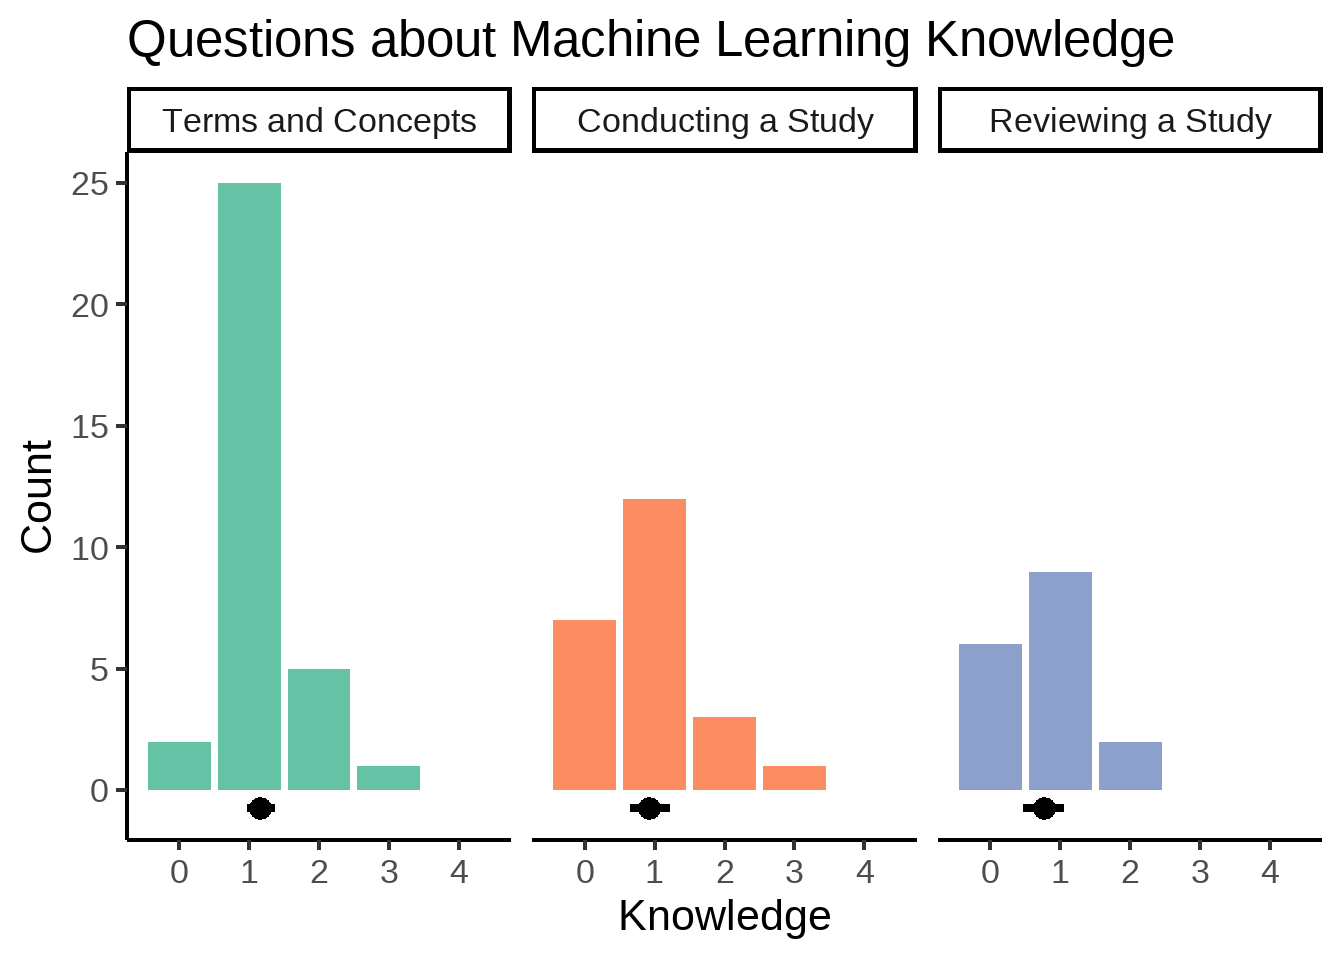 Questions about Machine Learning Knowledge
Terms and Concepts
Conducting a Study
Reviewing a Study
Count
25
20
15
10
5
0
0 1 2 3 4
0 1 2 3 4
0 1 2 3 4
Knowledge